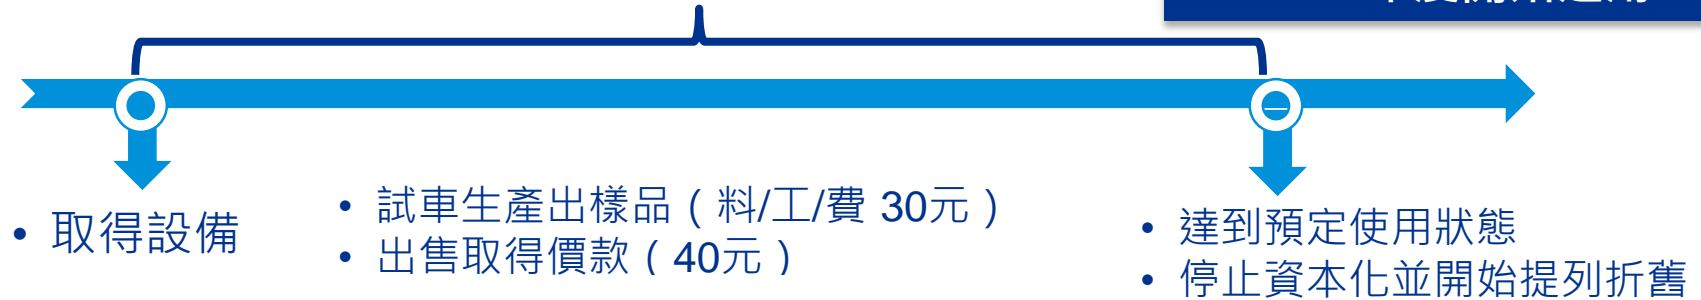 • 取得設備
• 試車生產出樣品（料/工/費 30元）
• 出售取得價款（40元）
• 達到預定使用狀態
• 停止資本化並開始提列折舊